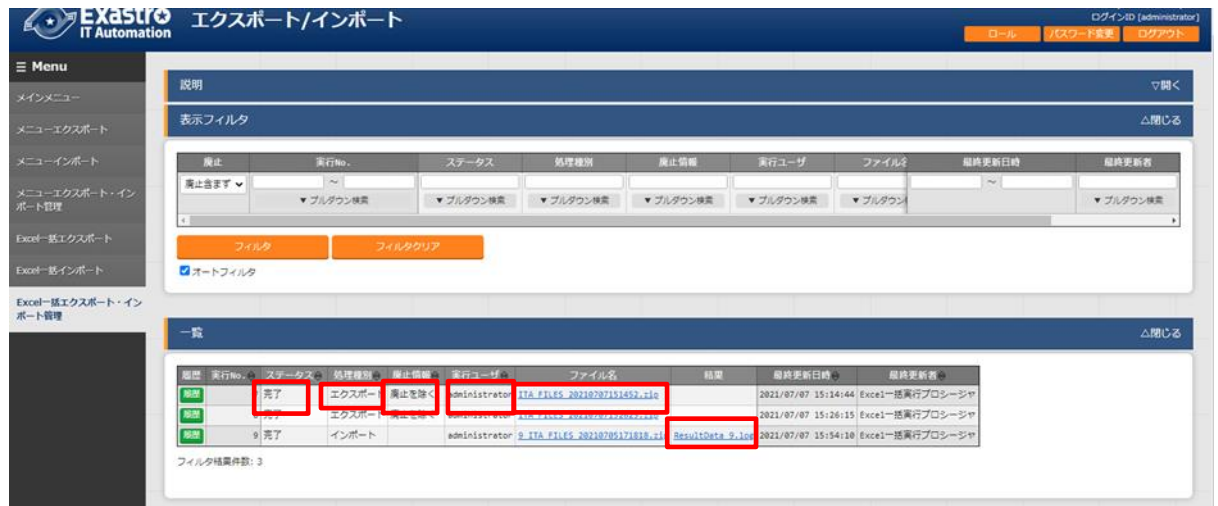 Exastro
IT Automation
エクスポート/インポート
ログインID [administrator]
ロール パスワード変更 ログアウト
☰ Menu
メインメニュー
メニューエクスポート
メニューインポート
メニューエクスポート・イン
ポート管理
Excel一括エクスポート
Excel一括インポート
Excel一括エクスポート・イン
ポート管理
説明 ▽開く
表示フィルタ △閉じる
廃止 実行No. ステータス 処理種別 廃止情報 実行ユーザ ファイル 最終更新日時 最終更新者
廃止含まず ～ ～
▼ プルダウン検索 ▼ プルダウン検索 ▼ プルダウン検索 ▼ プルダウン検索 ▼ プルダウン検索 ▼ プルダウン ▼ プルダウン検索
フィルタ フィルタクリア
オートフィルタ
一覧 △閉じる
履歴 実行No. ステータス 処理種別 廃止情報 実行ユーザ ファイル名 結果 最終更新日時 最終更新者
履歴 完了 エクスポート 廃止を除く administrator ITA_FILES_20210707151452.zip 2021/07/07 15:14:44 Excel一括実行プロシージャ
履歴 エクスポート 2021/07/07 15:26:15 Excel一括実行プロシージャ
履歴 9 完了 インポート administrator 9_ITA_FILES_20210705171818.zip ResultData_9.log 2021/07/07 15:54:10 Excel一括実行プロシージャ
フィルタ結果件数: 3